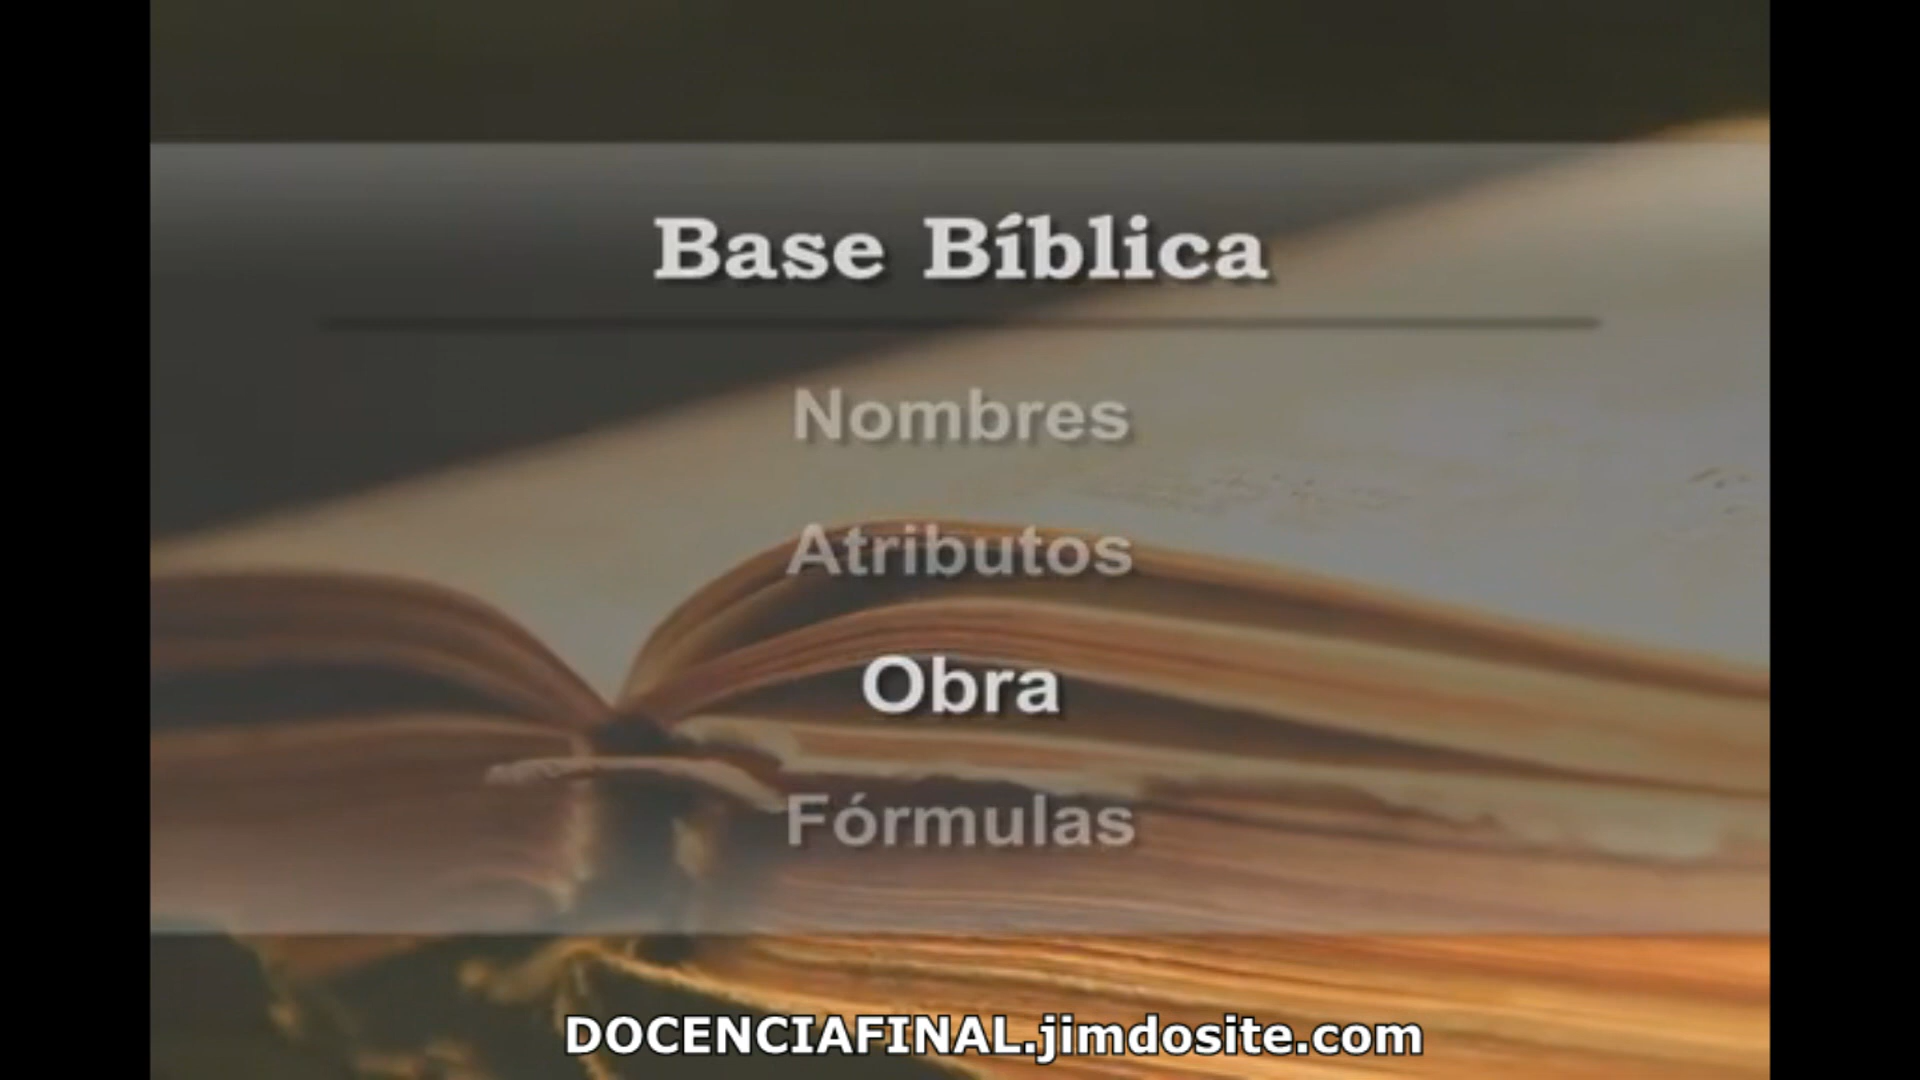 Base Bíblica
Nombres
Atributos
Obra
Fórmulas
DOCENCIAFINAL.jimdosite.com